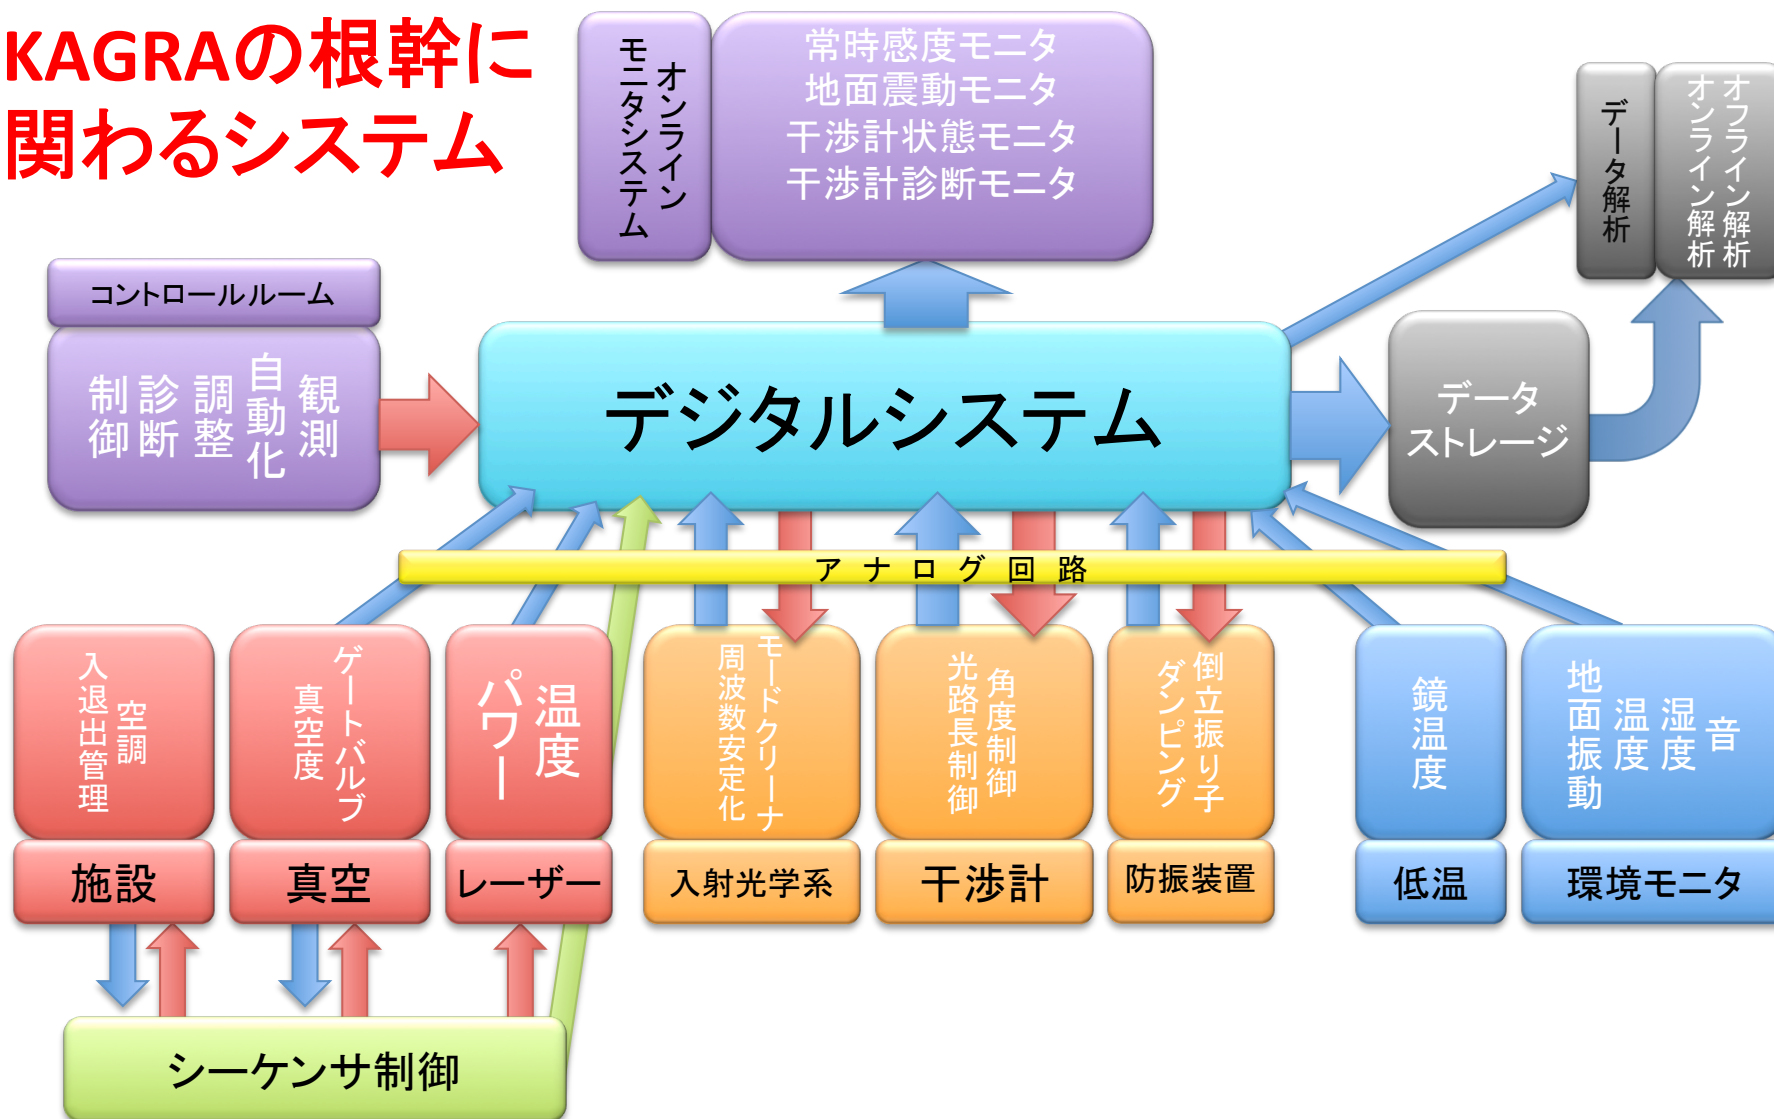 KAGRAの根幹に
関わるシステム
オンライン
モニタシステム
常時感度モニタ
地面震動モニタ
干渉計状態モニタ
干渉計診断モニタ
データ解析
オフライン解析
オンライン解析
コントロールルーム
制御
診断
調整
自動化
観測
デジタルシステム
データ
ストレージ
アナログ回路
空調
入退出管理
施設
ゲートバルブ
真空度
真空
温度
パワー
レーザー
モードクリーナ
周波数安定化
入射光学系
角度制御
光路長制御
干渉計
倒立振り子
ダンピング
防振装置
鏡温度
低温
地面振動
温度
湿度
音
環境モニタ
シーケンサ制御